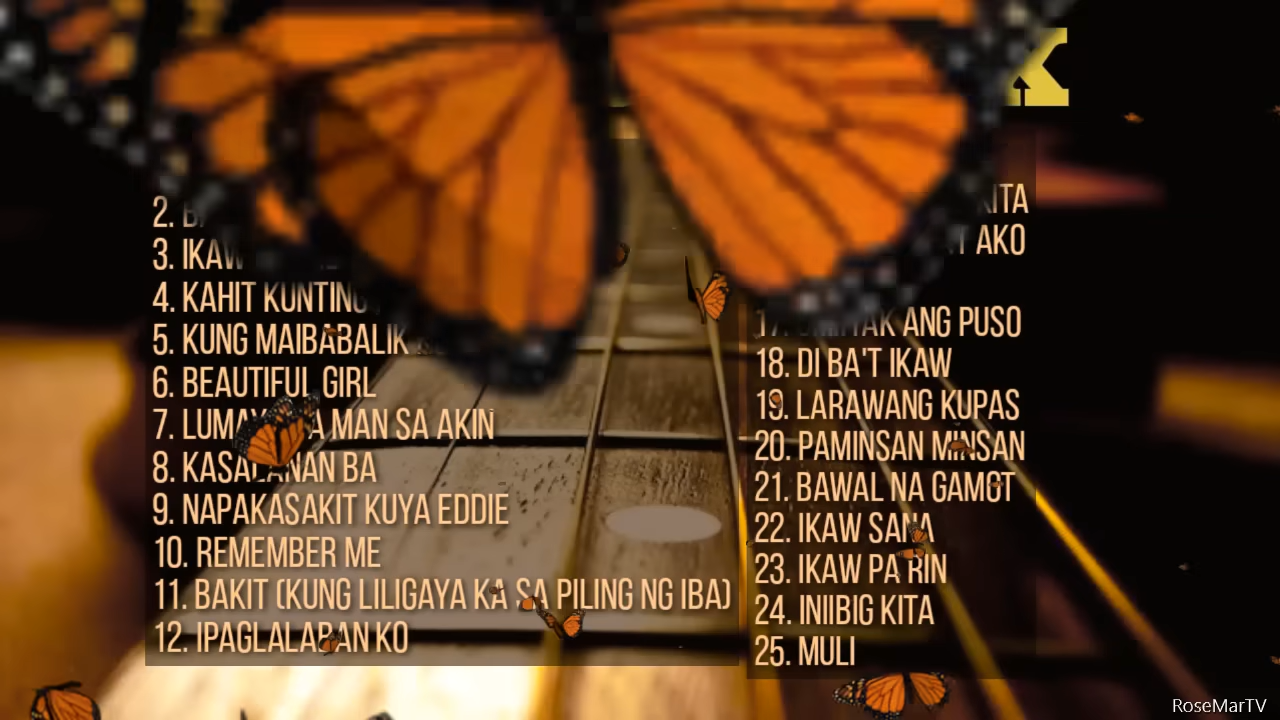 2.
3. IKAW
4. KAHIT KUNTING
5. KUNG MAIBABALIK
6. BEAUTIFUL GIRL
7. MAN SA AKIN
8. KASALANAN BA
9. NAPAKASAKIT KUYA EDDIE
10. REMEMBER ME
11. BAKIT (KUNG LILIGAYA KA SA PILING NG IBA)
12. IPAGLALABAN KO
AKO
17. ANG PUSO
18. DI BA'T IKAW
19. LARAWANG KUPAS
20. PAMINSAN MINSAN
21. BAWAL NA GAMOT
22. IKAW SANA
23. IKAW PA RIN
24. INIIBIG KITA
25. MULI
RoseMarTV